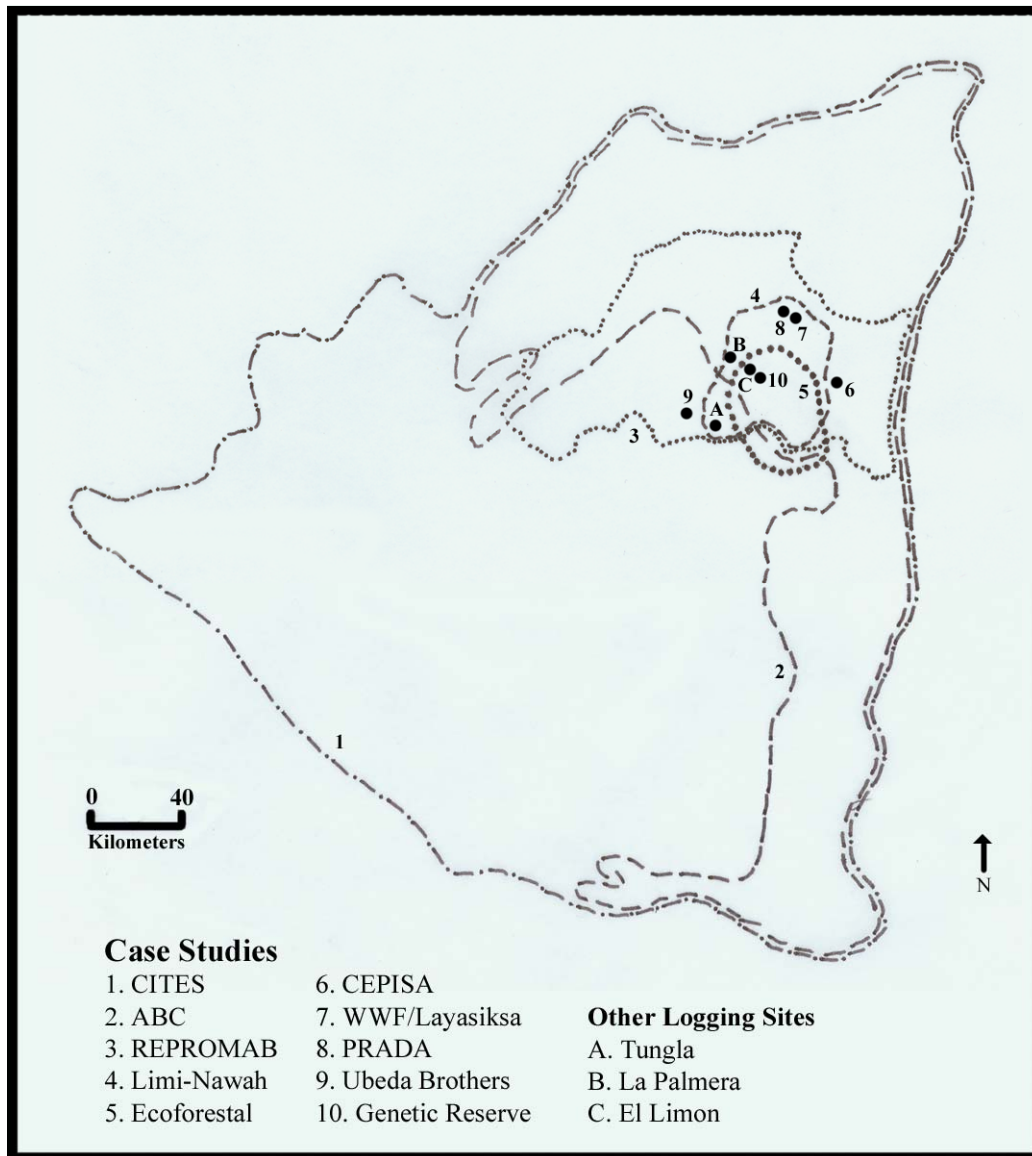 4
8
7
B
C
10
5
6
9
A
3
2
1
0 40
Kilometers
N
Case Studies
1. CITES
2. ABC
3. REPROMAB
4. Limi-Nawah
5. Ecoforestal
6. CEPISA
7. WWF/Layasiksa
8. PRADA
9. Ubeda Brothers
10. Genetic Reserve
Other Logging Sites
A. Tungla
B. La Palmera
C. El Limon